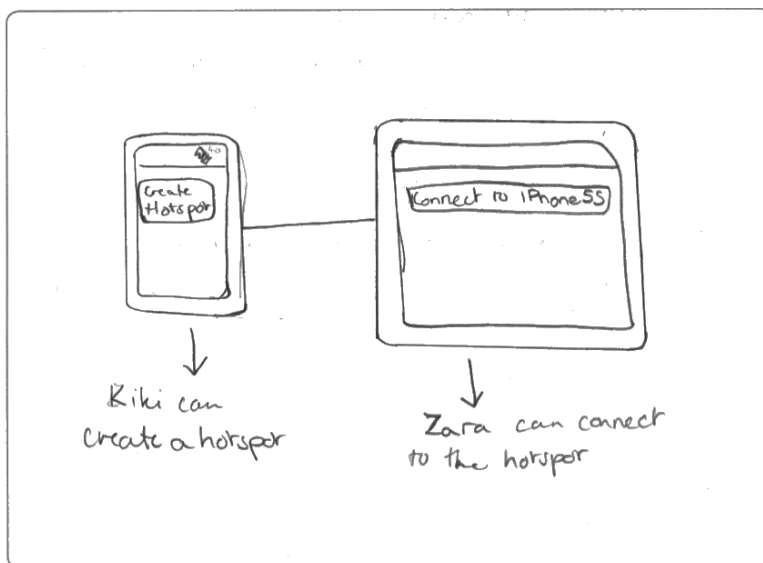 Create
Hotspot
Connect to iPhone5S
Kiki can
create a hotspot
Zara can connect
to the hotspot